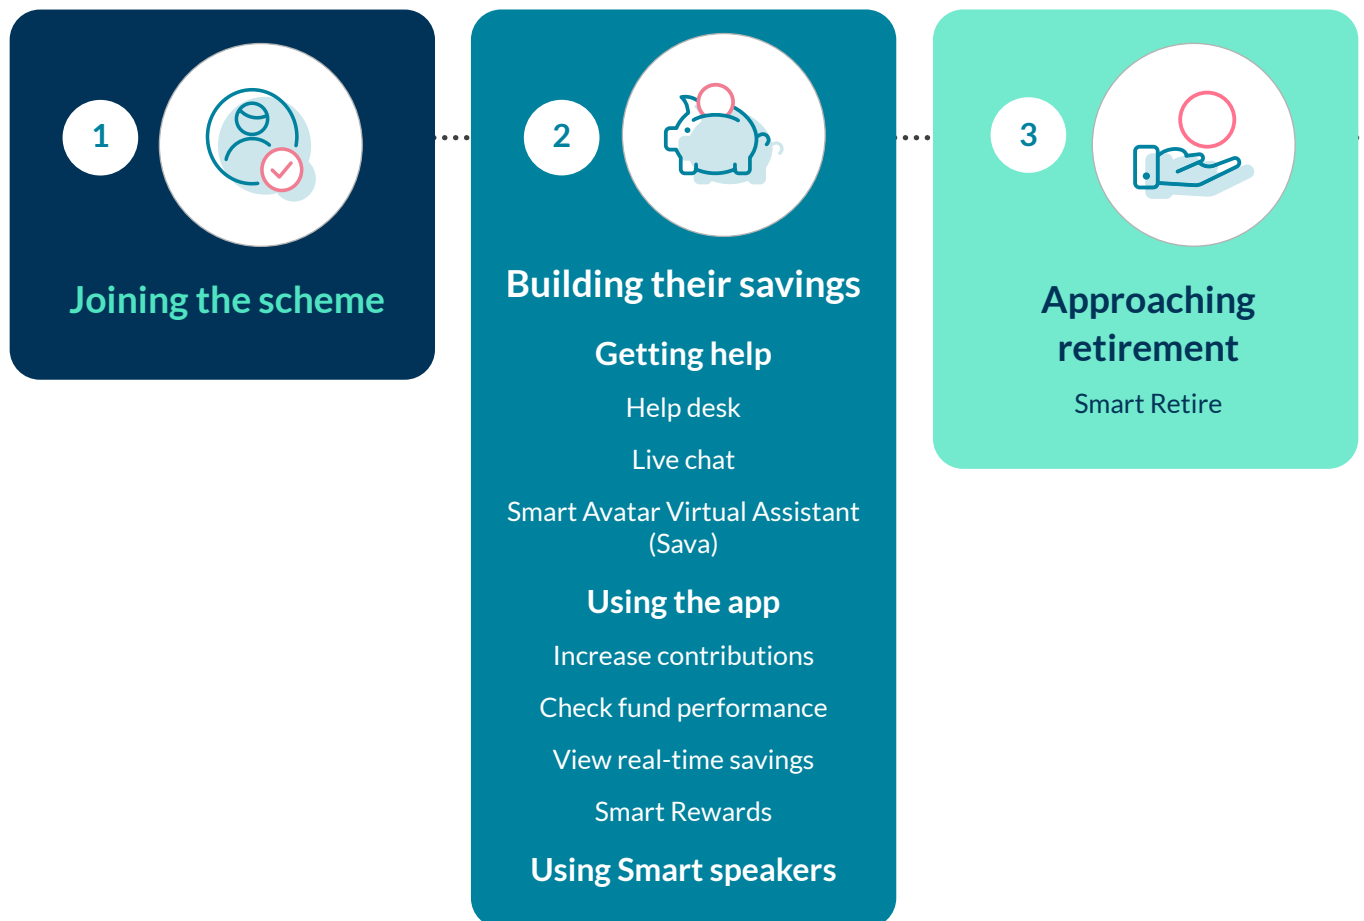 1
Joining the scheme
2
Building their savings
Getting help
Help desk
Live chat
Smart Avatar Virtual Assistant
(Sava)
Using the app
Increase contributions
Check fund performance
View real-time savings
Smart Rewards
Using Smart speakers
3
Approaching
retirement
Smart Retire